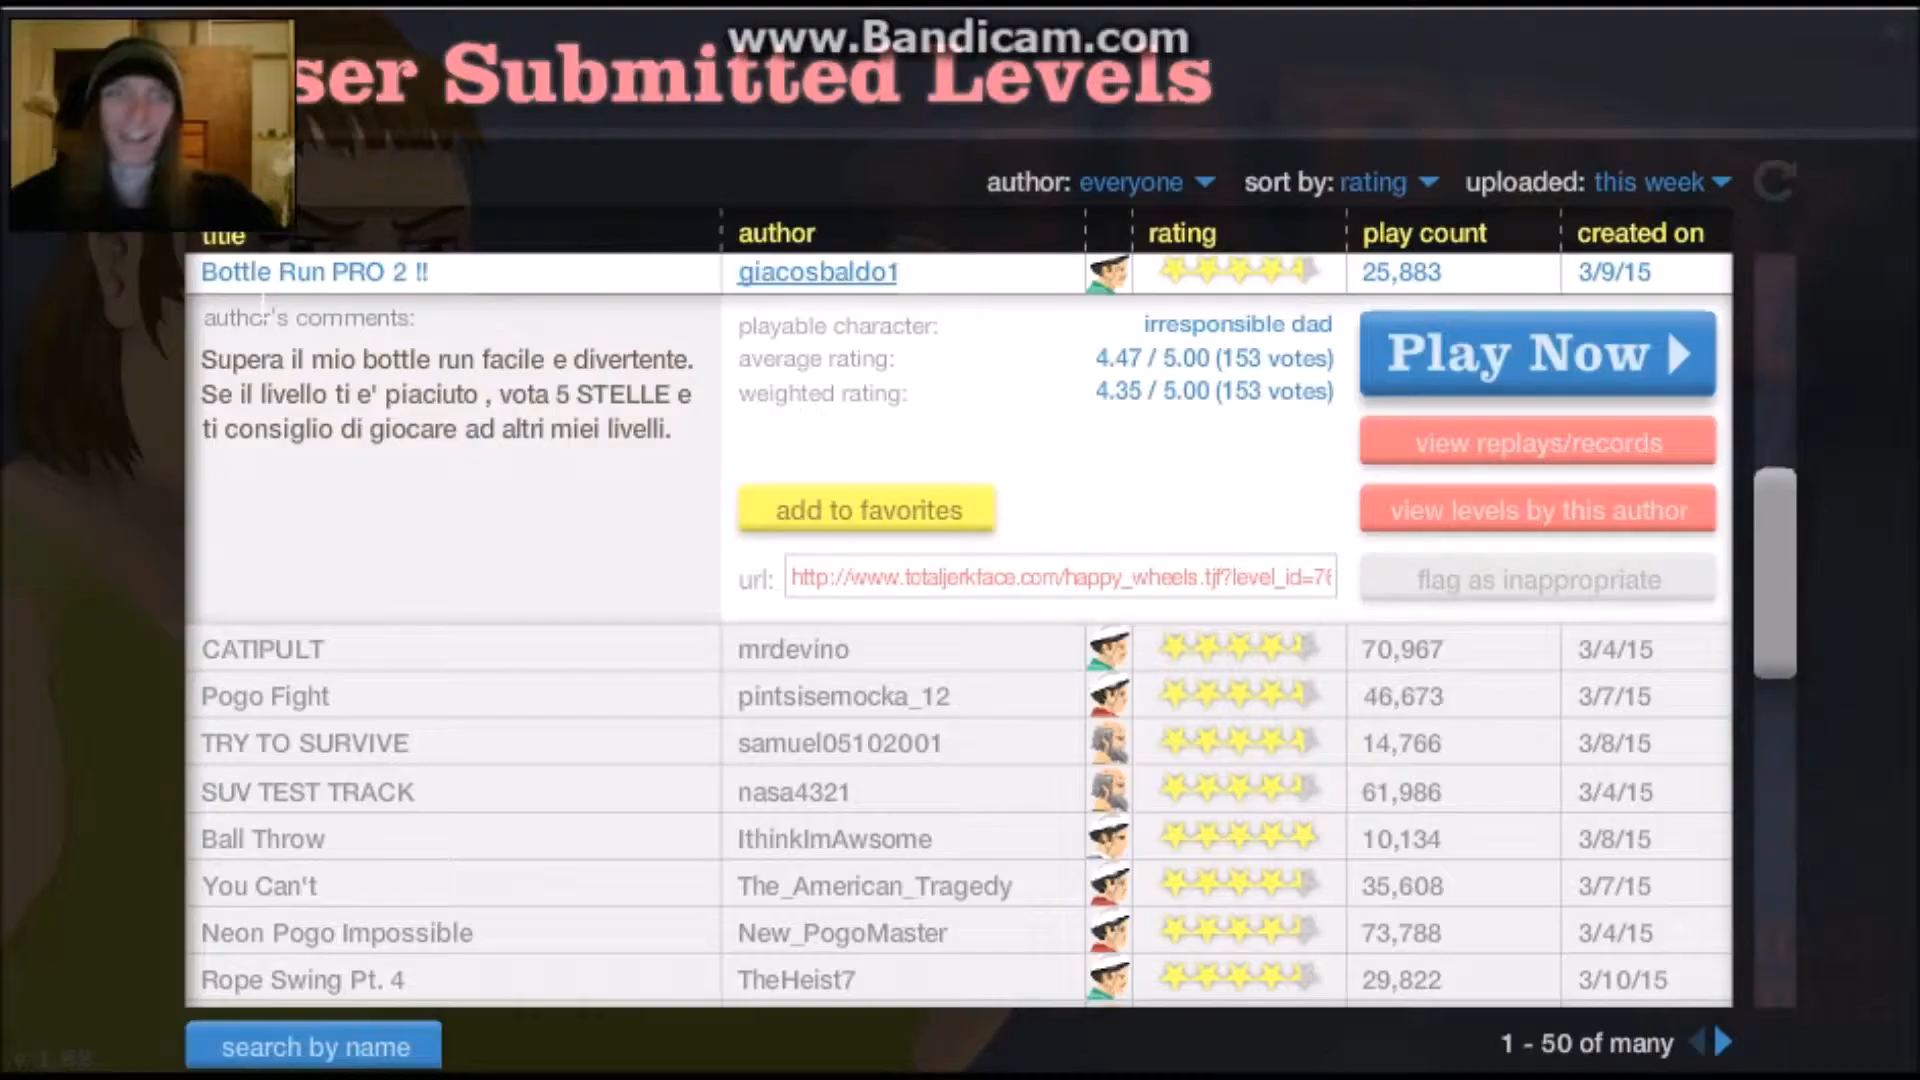 www.Bandicam.com
ser Submitted Levels
author: everyone sort by: rating uploaded: this week
title author rating play count created on
Bottle Run PRO 2 !! giacosbaldo1 25,883 3/9/15
author's comments:
Supera il mio bottle run facile e divertente.
Se il livello ti e' piaciuto , vota 5 STELLE e
ti consiglio di giocare ad altri miei livelli.
playable character: irresponsible dad
average rating: 4.47 / 5.00 (153 votes)
weighted rating: 4.35 / 5.00 (153 votes)
add to favorites
url: http://www.totaljerkface.com/happy_wheels.tjf?level_id=76
Play Now
view replays/records
view levels by this author
flag as inappropriate
CATIPULT mrdevino 70,967 3/4/15
Pogo Fight pintsisemocka_12 46,673 3/7/15
TRY TO SURVIVE samuel05102001 14,766 3/8/15
SUV TEST TRACK nasa4321 61,986 3/4/15
Ball Throw IthinkImAwsome 10,134 3/8/15
You Can't The_American_Tragedy 35,608 3/7/15
Neon Pogo Impossible New_PogoMaster 73,788 3/4/15
Rope Swing Pt. 4 TheHeist7 29,822 3/10/15
search by name
1 - 50 of many